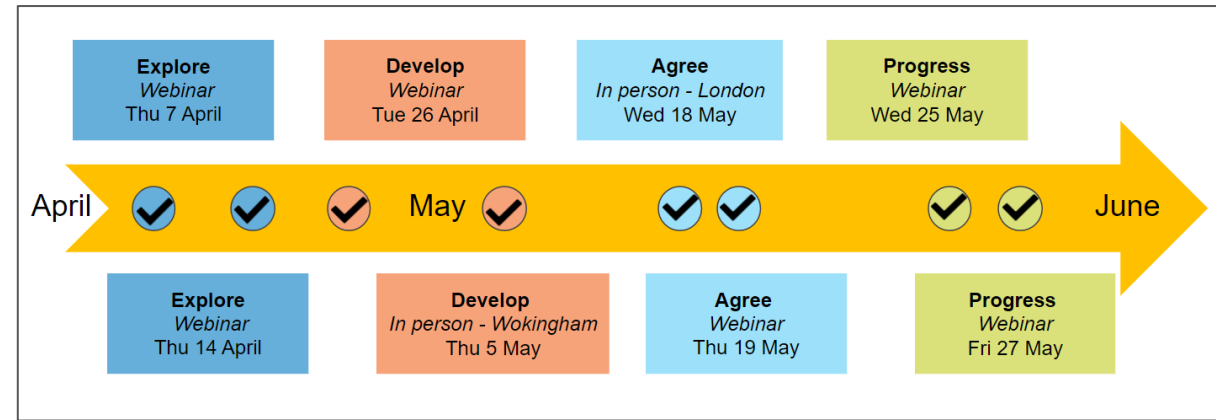 Explore
Webinar
Thu 7 April
Develop
Webinar
Tue 26 April
Agree
In person - London
Wed 18 May
Progress
Webinar
Wed 25 May
April
May
June
Explore
Webinar
Thu 14 April
Develop
In person - Wokingham
Thu 5 May
Agree
Webinar
Thu 19 May
Progress
Webinar
Fri 27 May